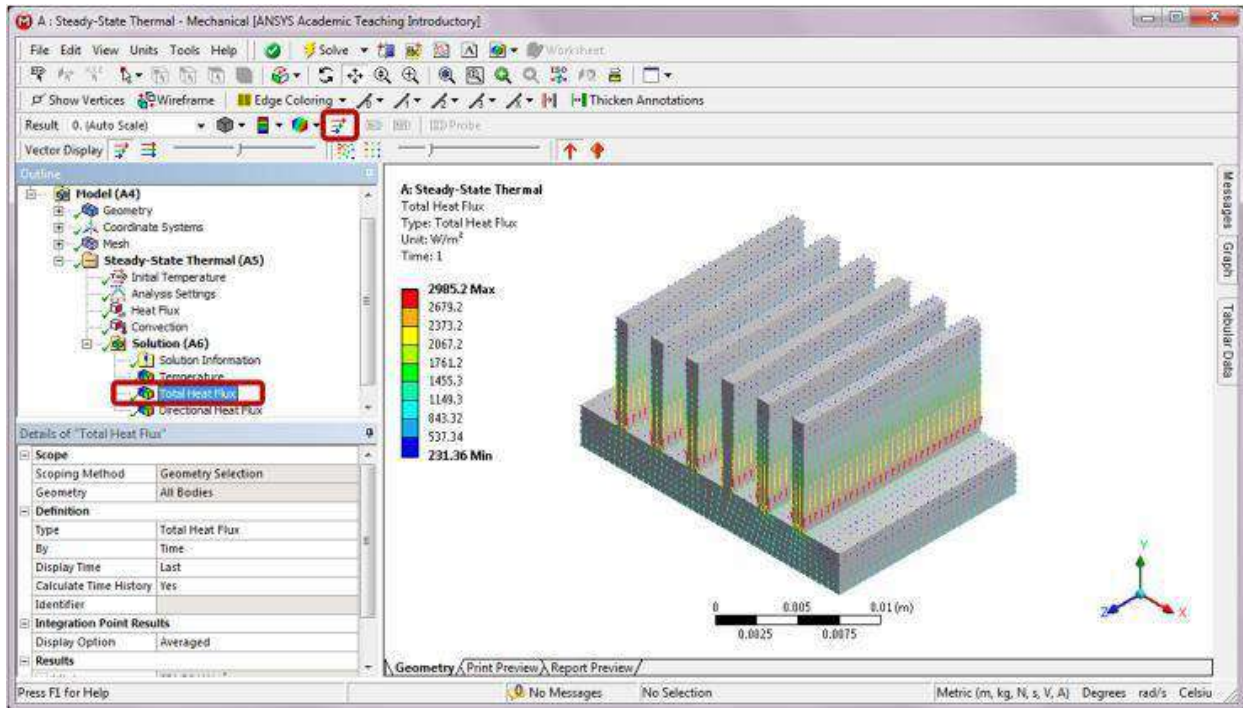 A : Steady-State Thermal - Mechanical [ANSYS Academic Teaching Introductory]
File Edit View Units Tools Help Solve Worksheet
Show Vertices Wireframe Edge Coloring Thicken Annotations
Result 0. (Auto Scale) Probe
Vector Display
Outline
Model (A4)
Geometry
Coordinate Systems
Mesh
Steady-State Thermal (A5)
Initial Temperature
Analysis Settings
Heat Flux
Convection
Solution (A6)
Solution Information
Temperature
Total Heat Flux
Directional Heat Flux
Details of "Total Heat Flux"
Scope
Scoping Method Geometry Selection
Geometry All Bodies
Definition
Type Total Heat Flux
By Time
Display Time Last
Calculate Time History Yes
Identifier
Integration Point Results
Display Option Averaged
Results
A: Steady-State Thermal
Total Heat Flux
Type: Total Heat Flux
Unit: W/m²
Time: 1
2985.2 Max
2679.2
2373.2
2067.2
1761.2
1455.3
1149.3
843.32
537.34
231.36 Min
0 0.005 0.01 (m)
0.0025 0.0075
Y
Z X
Messages
Graph
Tabular Data
Geometry Print Preview Report Preview
Press F1 for Help No Messages No Selection Metric (m, kg, N, s, V, A) Degrees rad/s Celsiu